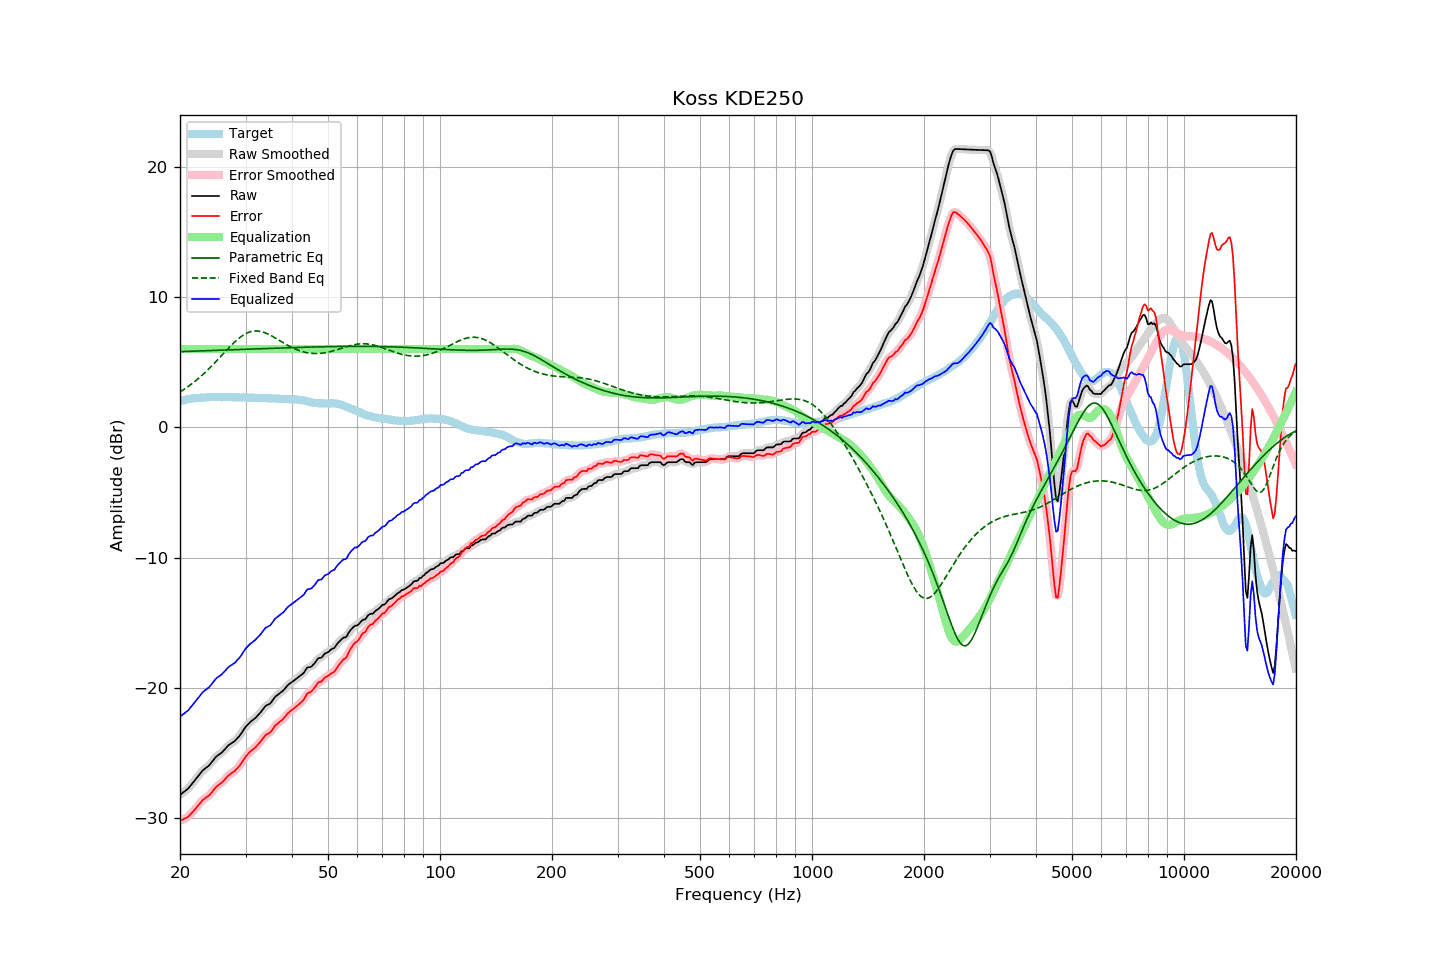 Koss KDE250
Target
Raw Smoothed
Error Smoothed
Raw
Error
Equalization
Parametric Eq
Fixed Band Eq
Equalized
Amplitude (dBr)
20
10
0
−10
−20
−30
20 50 100 200 500 1000 2000 5000 10000 20000
Frequency (Hz)